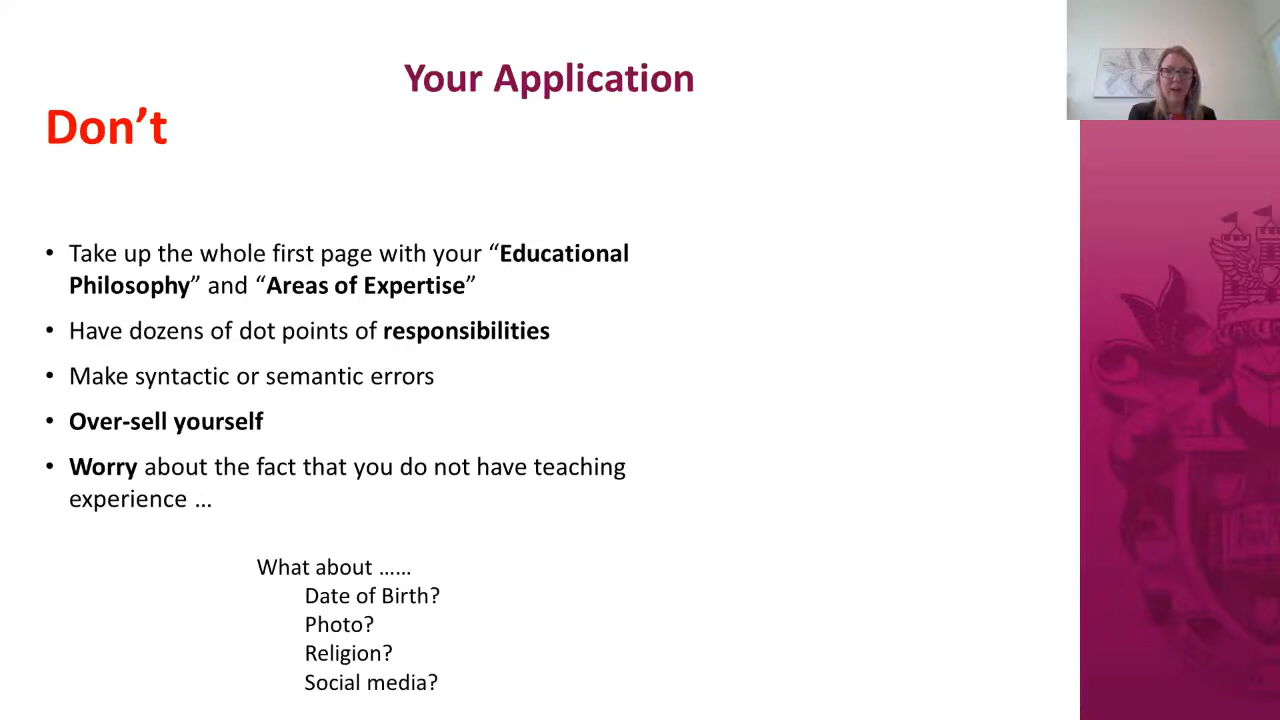 Your Application
Don’t
• Take up the whole first page with your “Educational
Philosophy” and “Areas of Expertise”
• Have dozens of dot points of responsibilities
• Make syntactic or semantic errors
• Over-sell yourself
• Worry about the fact that you do not have teaching
experience …
What about ……
Date of Birth?
Photo?
Religion?
Social media?